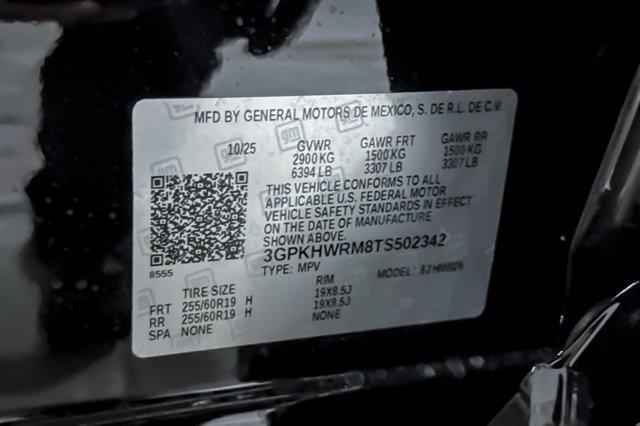 MFD BY GENERAL MOTORS DE MEXICO, S. DE R.L. DE C.V.
10/25 GVWR GAWR FRT GAWR RR
2900 KG 1500 KG 1500 KG
6394 LB 3307 LB 3307 LB
THIS VEHICLE CONFORMS TO ALL
APPLICABLE U.S. FEDERAL MOTOR
VEHICLE SAFETY STANDARDS IN EFFECT
ON THE DATE OF MANUFACTURE
SHOWN ABOVE.
3GPKHWRM8TS502342
8555
TYPE: MPV MODEL: 82HMB26
TIRE SIZE RIM
FRT 255/60R19 H 19X8.5J
RR 255/60R19 H 19X8.5J
SPA NONE NONE